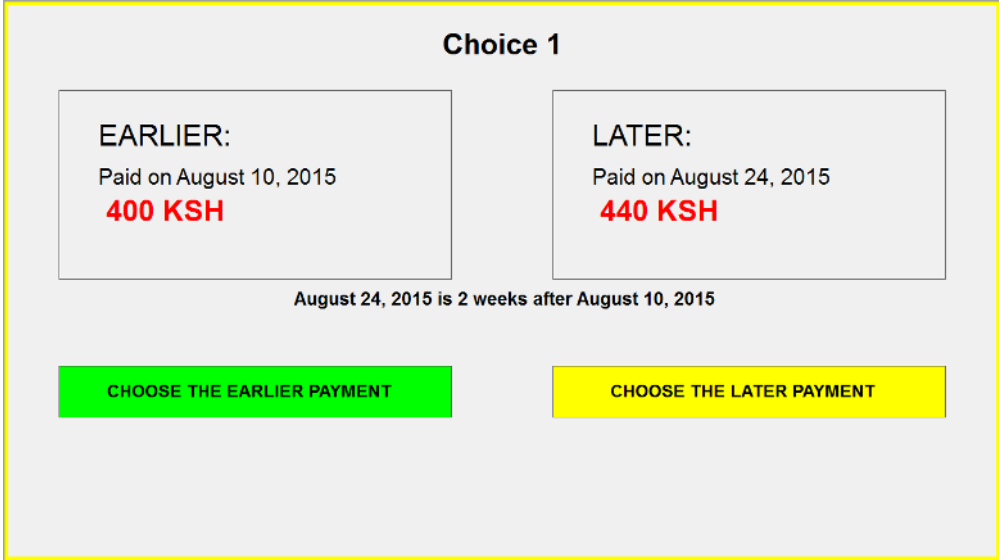 Choice 1
EARLIER:
Paid on August 10, 2015
400 KSH
LATER:
Paid on August 24, 2015
440 KSH
August 24, 2015 is 2 weeks after August 10, 2015
CHOOSE THE EARLIER PAYMENT
CHOOSE THE LATER PAYMENT